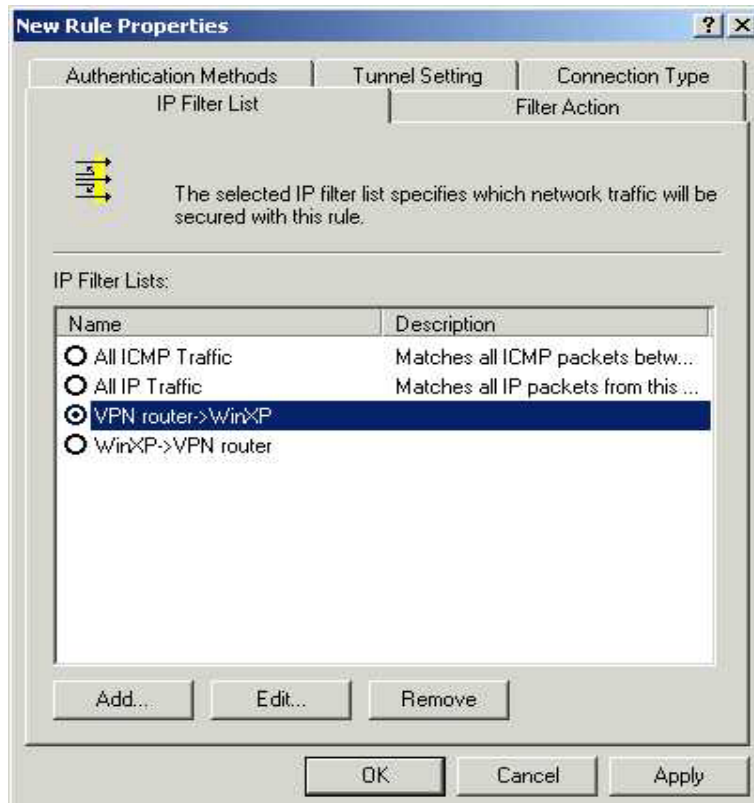 New Rule Properties
Authentication Methods Tunnel Setting Connection Type
IP Filter List Filter Action
The selected IP filter list specifies which network traffic will be
secured with this rule.
IP Filter Lists:
Name Description
All ICMP Traffic Matches all ICMP packets betw...
All IP Traffic Matches all IP packets from this ...
VPN router->WinXP
WinXP->VPN router
Add... Edit... Remove
OK Cancel Apply